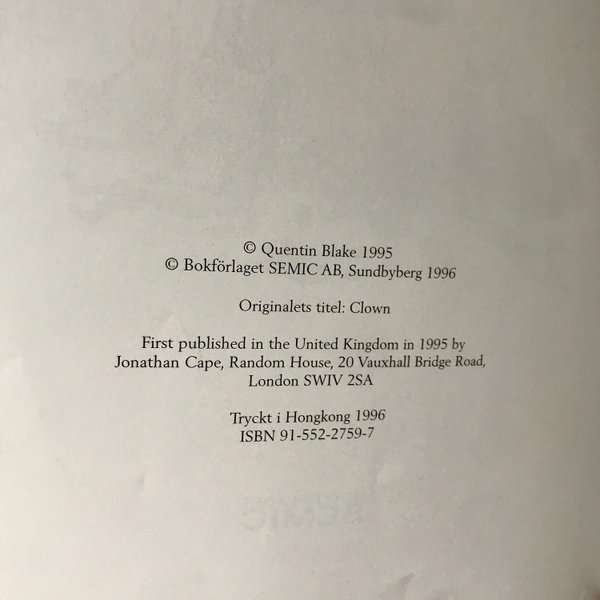 © Quentin Blake 1995
© Bokförlaget SEMIC AB, Sundbyberg 1996
Originalets titel: Clown
First published in the United Kingdom in 1995 by
Jonathan Cape, Random House, 20 Vauxhall Bridge Road,
London SWIV 2SA
Tryckt i Hongkong 1996
ISBN 91-552-2759-7